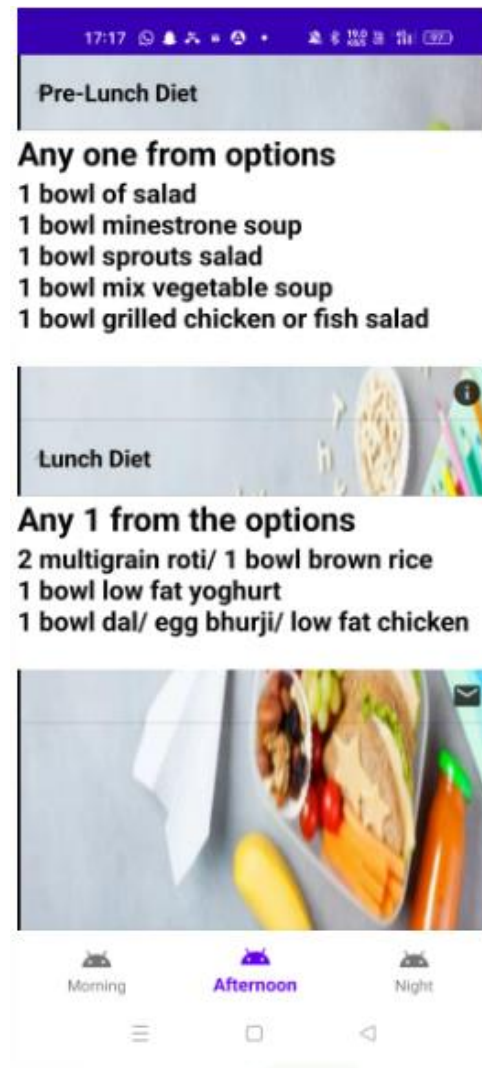 17:17
97
Pre-Lunch Diet
Any one from options
1 bowl of salad
1 bowl minestrone soup
1 bowl sprouts salad
1 bowl mix vegetable soup
1 bowl grilled chicken or fish salad
Lunch Diet
Any 1 from the options
2 multigrain roti/ 1 bowl brown rice
1 bowl low fat yoghurt
1 bowl dal/ egg bhurji/ low fat chicken
Morning
Afternoon
Night